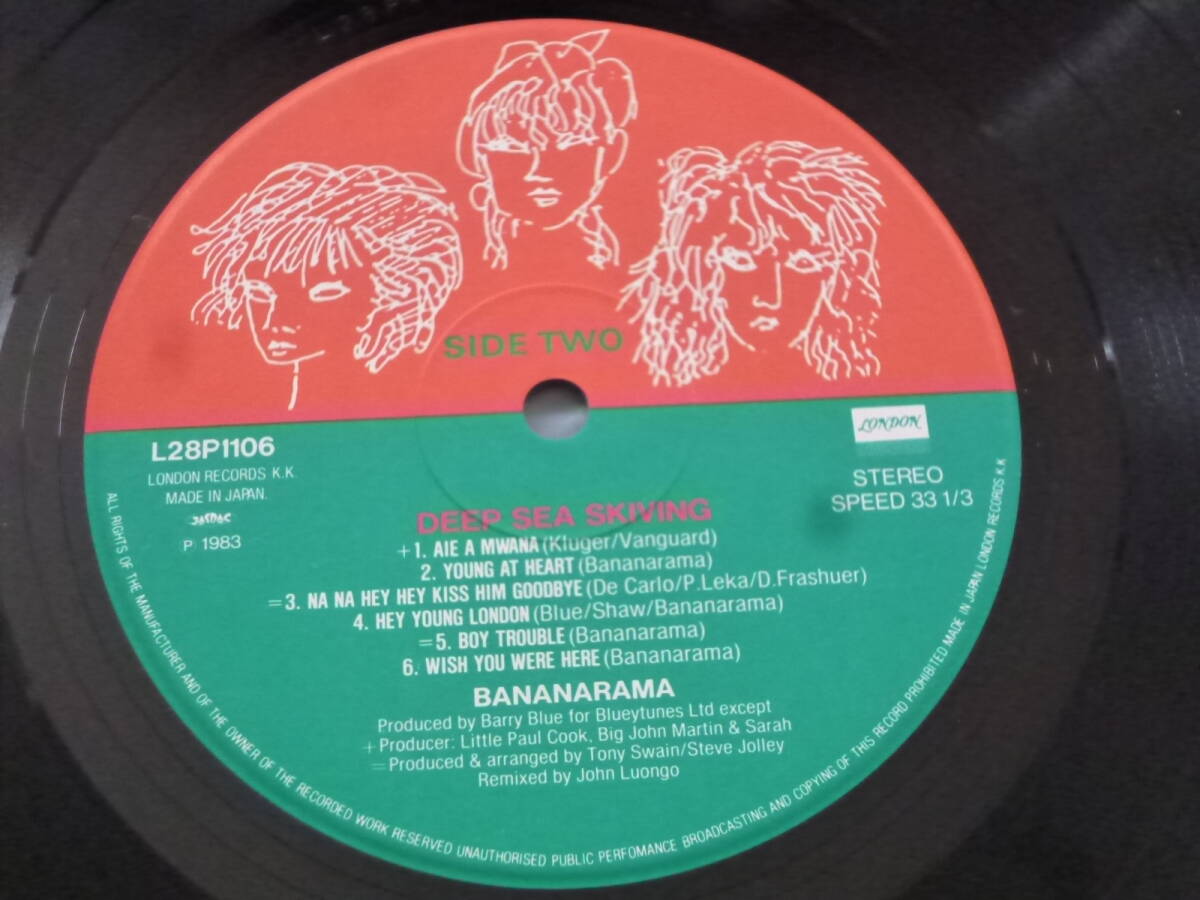 SIDE TWO
L28P1106
LONDON RECORDS K.K.
MADE IN JAPAN.
JASRAC
P 1983
LONDON
STEREO
SPEED 33 1/3
DEEP SEA SKIVING
+1. AIE A MWANA (Kluger/Vanguard)
2. YOUNG AT HEART (Bananarama)
=3. NA NA HEY HEY KISS HIM GOODBYE (De Carlo/P.Leka/D.Frashuer)
4. HEY YOUNG LONDON (Blue/Shaw/Bananarama)
=5. BOY TROUBLE (Bananarama)
6. WISH YOU WERE HERE (Bananarama)
BANANARAMA
Produced by Barry Blue for Blueytunes Ltd except
+ Producer: Little Paul Cook, Big John Martin & Sarah
= Produced & arranged by Tony Swain/Steve Jolley
Remixed by John Luongo
ALL RIGHTS OF THE MANUFACTURER AND OF THE OWNER OF THE RECORDED WORK RESERVED UNAUTHORISED PUBLIC PERFOMANCE BROADCASTING AND COPYING OF THIS RECORD PROHIBITED MADE IN JAPAN LONDON RECORDS K.K